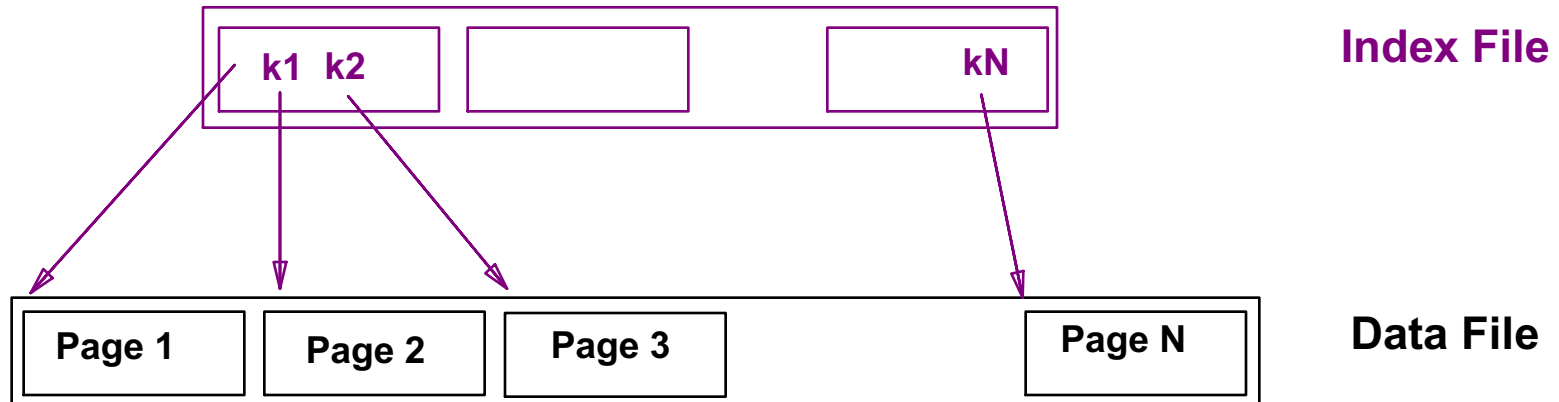 k1 k2 kN Index File
Page 1 Page 2 Page 3 Page N Data File